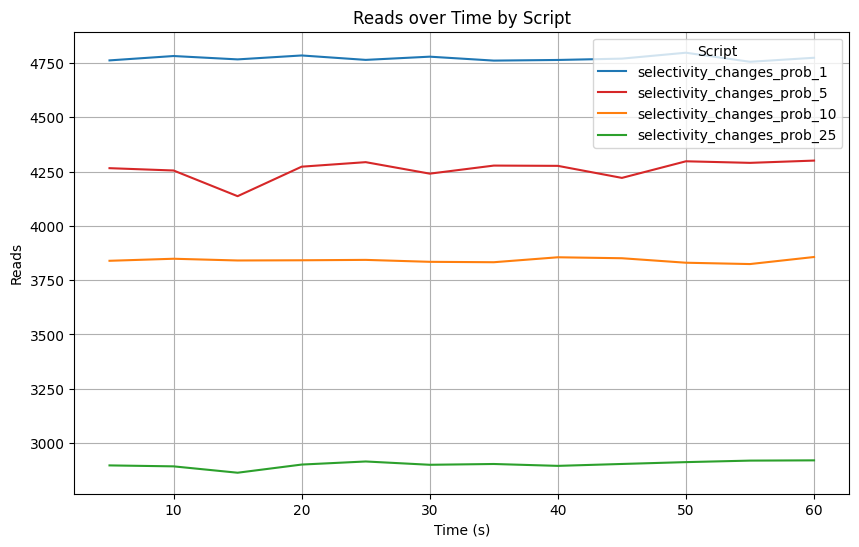 Reads over Time by Script
Script
selectivity_changes_prob_1
selectivity_changes_prob_5
selectivity_changes_prob_10
selectivity_changes_prob_25
Reads
4750
4500
4250
4000
3750
3500
3250
3000
10 20 30 40 50 60
Time (s)